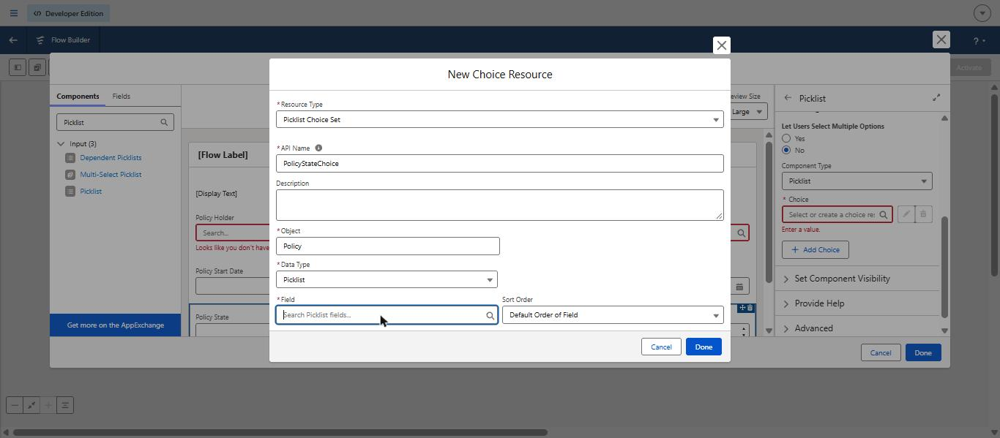 Developer Edition
Flow Builder
?
Activate
New Choice Resource
Components
Fields
Picklist
Input (3)
Dependent Picklists
Multi-Select Picklist
Picklist
Get more on the AppExchange
[Flow Label]
[Display Text]
Policy Holder
Search...
Looks like you don't have
Policy Start Date
Policy State
* Resource Type
Picklist Choice Set
* API Name
PolicyStateChoice
Description
* Object
Policy
* Data Type
Picklist
* Field
Sort Order
Search Picklist fields...
Default Order of Field
Cancel
Done
eview Size
Large
Picklist
Let Users Select Multiple Options
Yes
No
Component Type
Picklist
* Choice
Select or create a choice re
Enter a value.
+ Add Choice
Set Component Visibility
Provide Help
Advanced
Cancel
Done